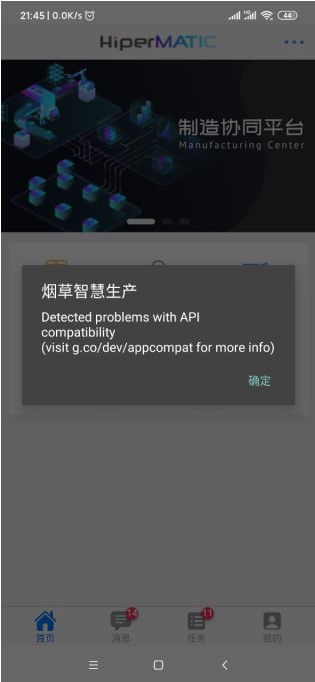 21:45 | 0.0K/s
44
HiperMATIC
制造协同平台
Manufacturing Center
烟草智慧生产
Detected problems with API
compatibility
(visit g.co/dev/appcompat for more info)
确定
14
11
首页
消息
任务
我的